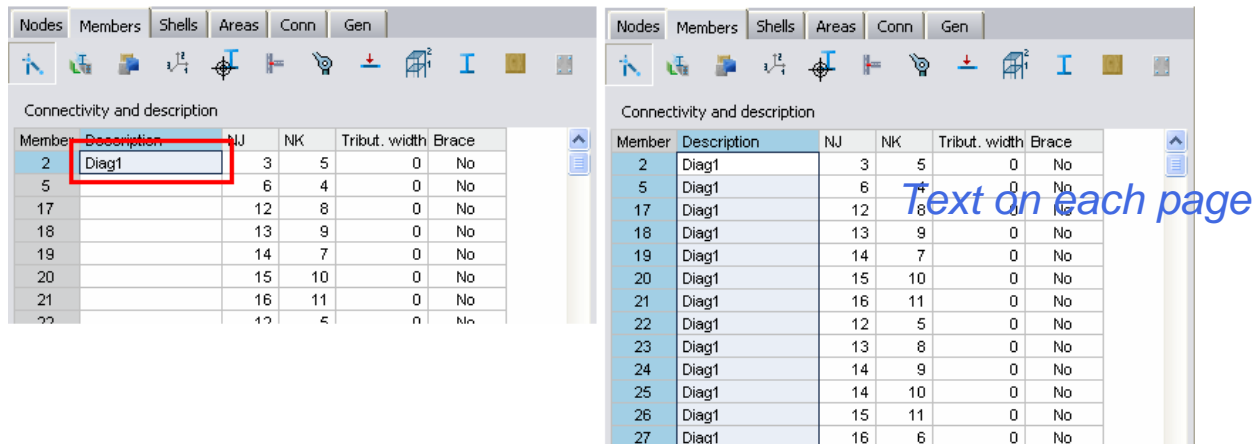 Nodes Members Shells Areas Conn Gen
Connectivity and description
Member Description NJ NK Tribut. width Brace
2 Diag1 3 5 0 No
5 6 4 0 No
17 12 8 0 No
18 13 9 0 No
19 14 7 0 No
20 15 10 0 No
21 16 11 0 No
22 12 5 0 No
Nodes Members Shells Areas Conn Gen
Connectivity and description
Member Description NJ NK Tribut. width Brace
2 Diag1 3 5 0 No
5 Diag1 6 4 0 No
Text on each page
17 Diag1 12 8 0 No
18 Diag1 13 9 0 No
19 Diag1 14 7 0 No
20 Diag1 15 10 0 No
21 Diag1 16 11 0 No
22 Diag1 12 5 0 No
23 Diag1 13 8 0 No
24 Diag1 14 9 0 No
25 Diag1 14 10 0 No
26 Diag1 15 11 0 No
27 Diag1 16 6 0 No